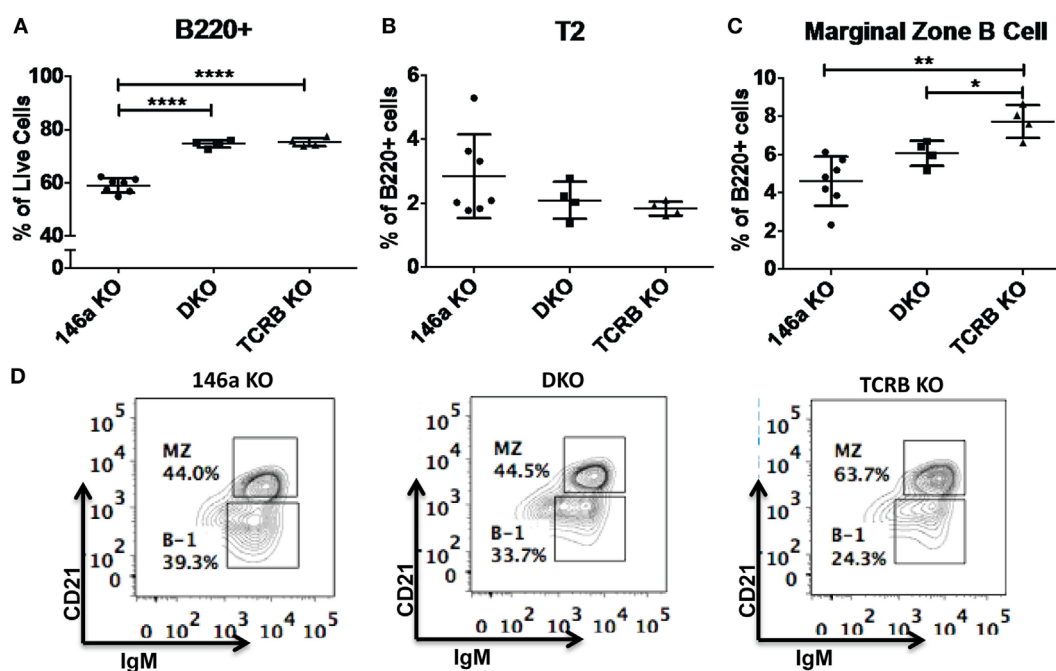 A
B220+
% of Live Cells
100
80
60
40
0
****
****
146a KO
DKO
TCRB KO
B
T2
% of B220+ cells
6
4
2
0
146a KO
DKO
TCRB KO
C
Marginal Zone B Cell
% of B220+ cells
10
8
6
4
2
0
**
*
146a KO
DKO
TCRB KO
D
146a KO
10^5
10^4
10^3
10^2
0
MZ
44.0%
B-1
39.3%
CD21
0 10^2 10^3 10^4 10^5
IgM
DKO
10^5
10^4
10^3
10^2
0
MZ
44.5%
B-1
33.7%
CD21
0 10^2 10^3 10^4 10^5
IgM
TCRB KO
10^5
10^4
10^3
10^2
0
MZ
63.7%
B-1
24.3%
CD21
0 10^2 10^3 10^4 10^5
IgM